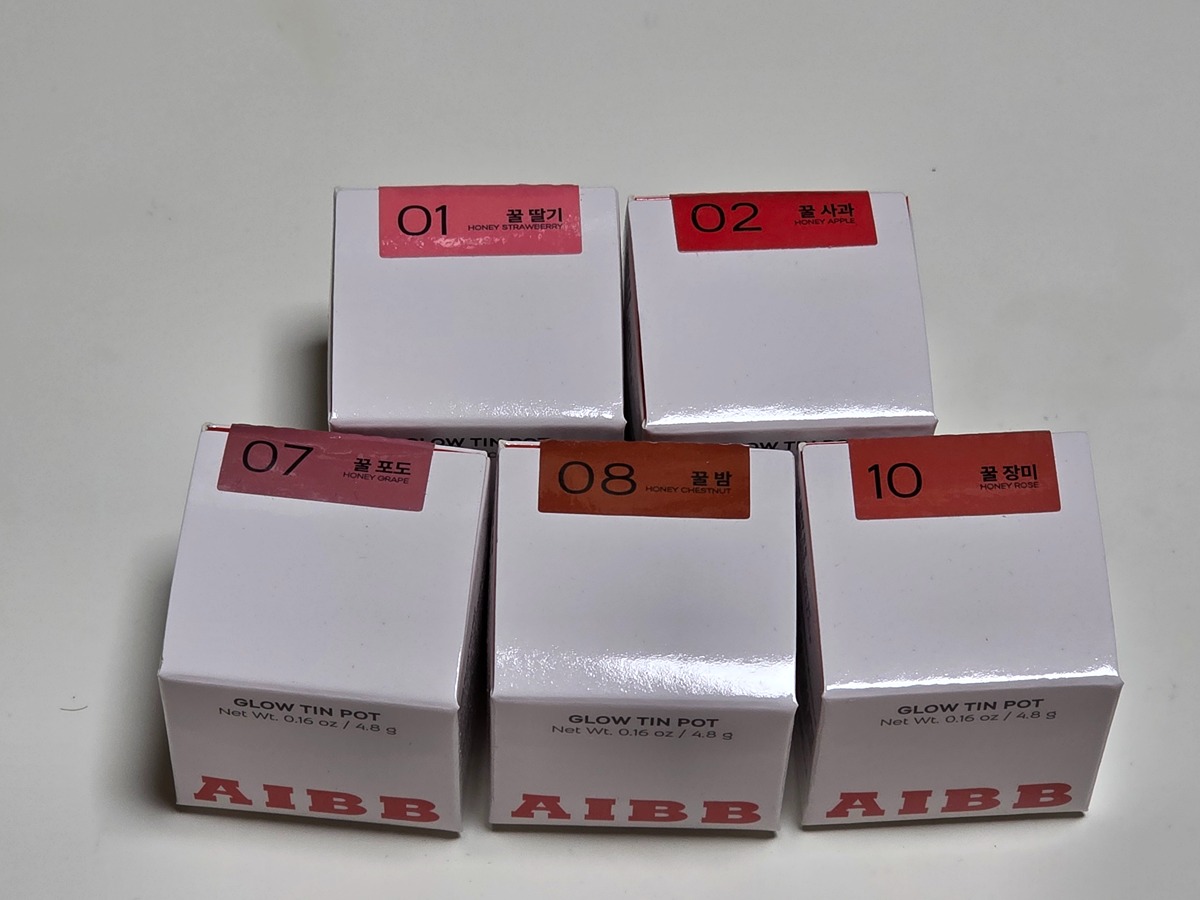 01 꿀 딸기
HONEY STRAWBERRY
02 꿀 사과
HONEY APPLE
GLOW TIN POT
07 꿀 포도
HONEY GRAPE
08 꿀 밤
HONEY CHESTNUT
10 꿀 장미
HONEY ROSE
GLOW TIN POT
Net Wt. 0.16 oz / 4.8 g
AIBB
GLOW TIN POT
Net Wt. 0.16 oz / 4.8 g
AIBB
GLOW TIN POT
Net Wt. 0.16 oz / 4.8 g
AIBB